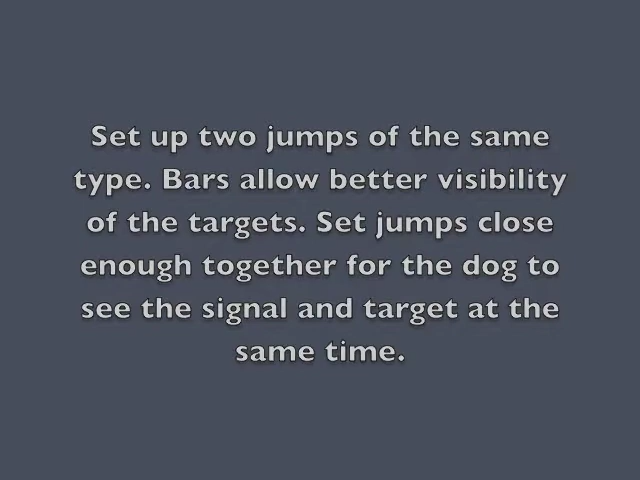 Set up two jumps of the same
type. Bars allow better visibility
of the targets. Set jumps close
enough together for the dog to
see the signal and target at the
same time.